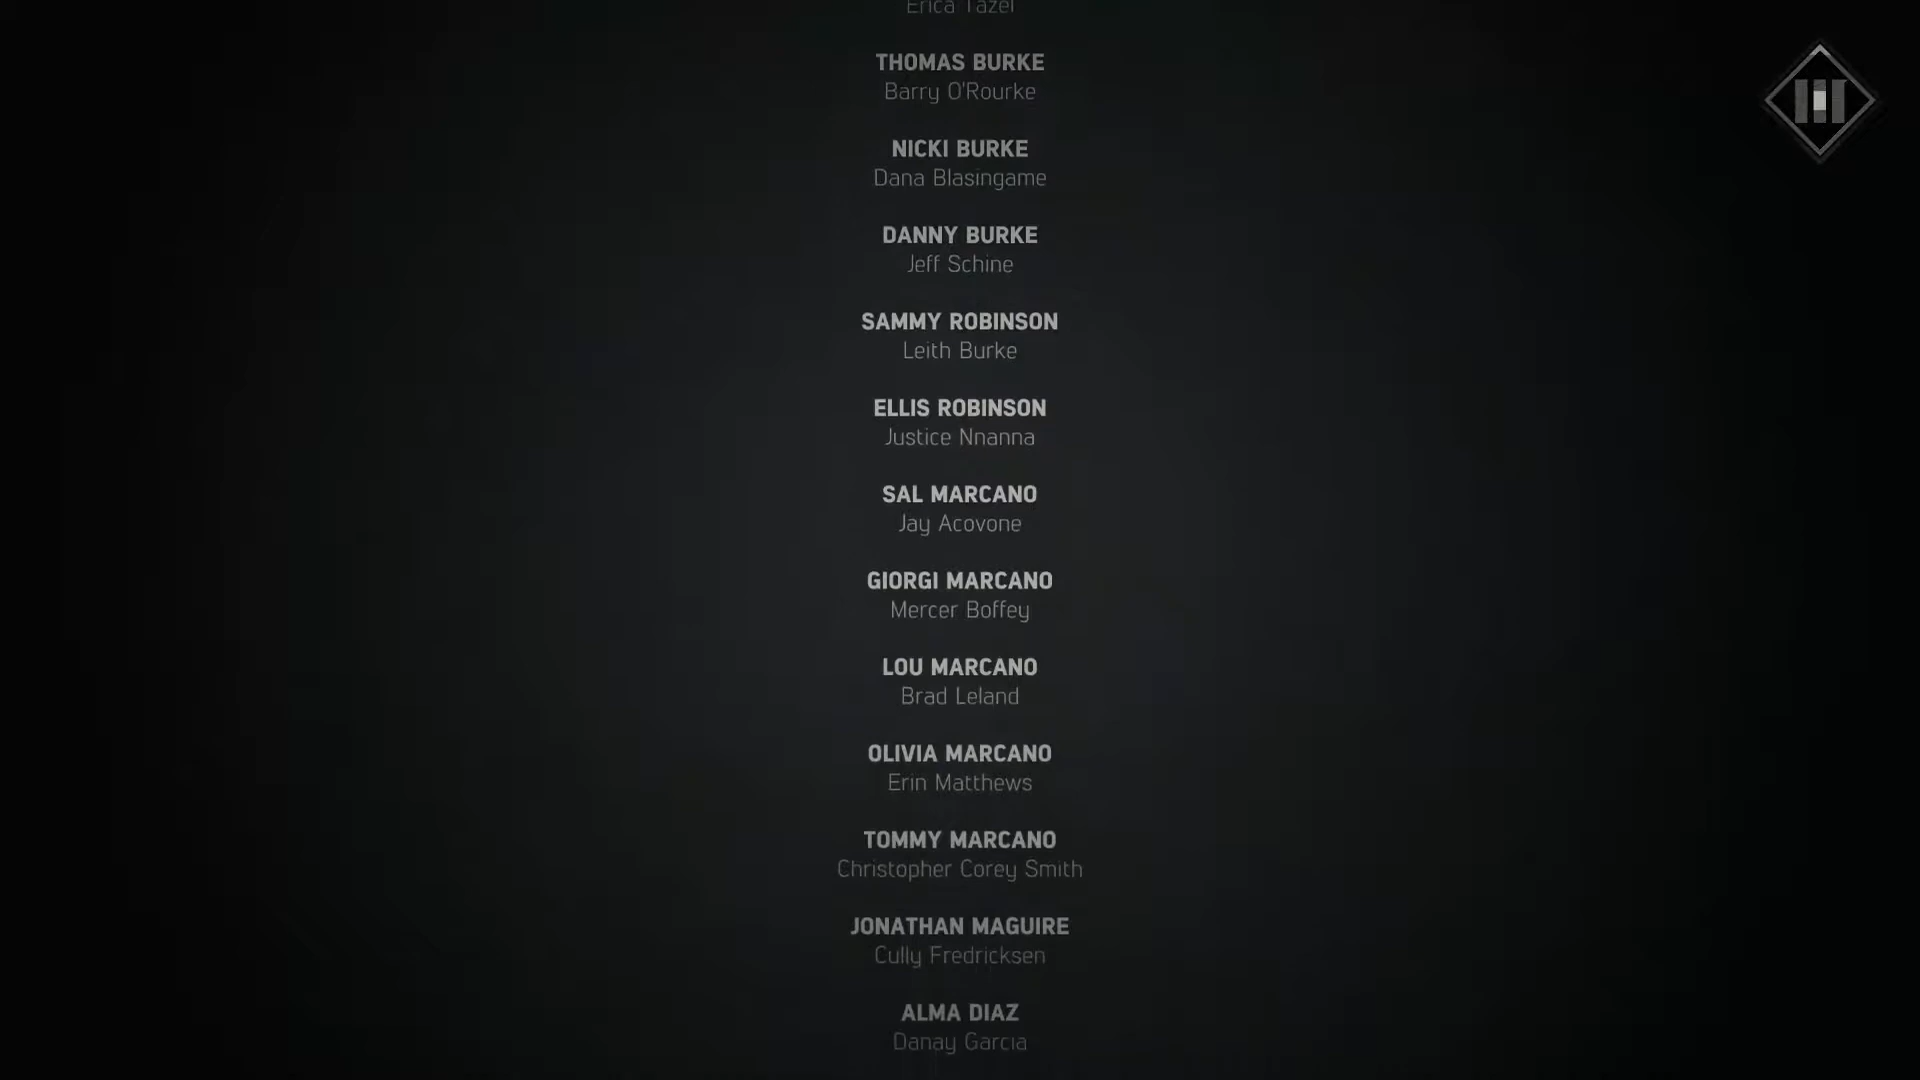 Erica Tazel
THOMAS BURKE
Barry O'Rourke
NICKI BURKE
Dana Blasingame
DANNY BURKE
Jeff Schine
SAMMY ROBINSON
Leith Burke
ELLIS ROBINSON
Justice Nnanna
SAL MARCANO
Jay Acovone
GIORGI MARCANO
Mercer Boffey
LOU MARCANO
Brad Leland
OLIVIA MARCANO
Erin Matthews
TOMMY MARCANO
Christopher Corey Smith
JONATHAN MAGUIRE
Cully Fredricksen
ALMA DIAZ
Danay Garcia